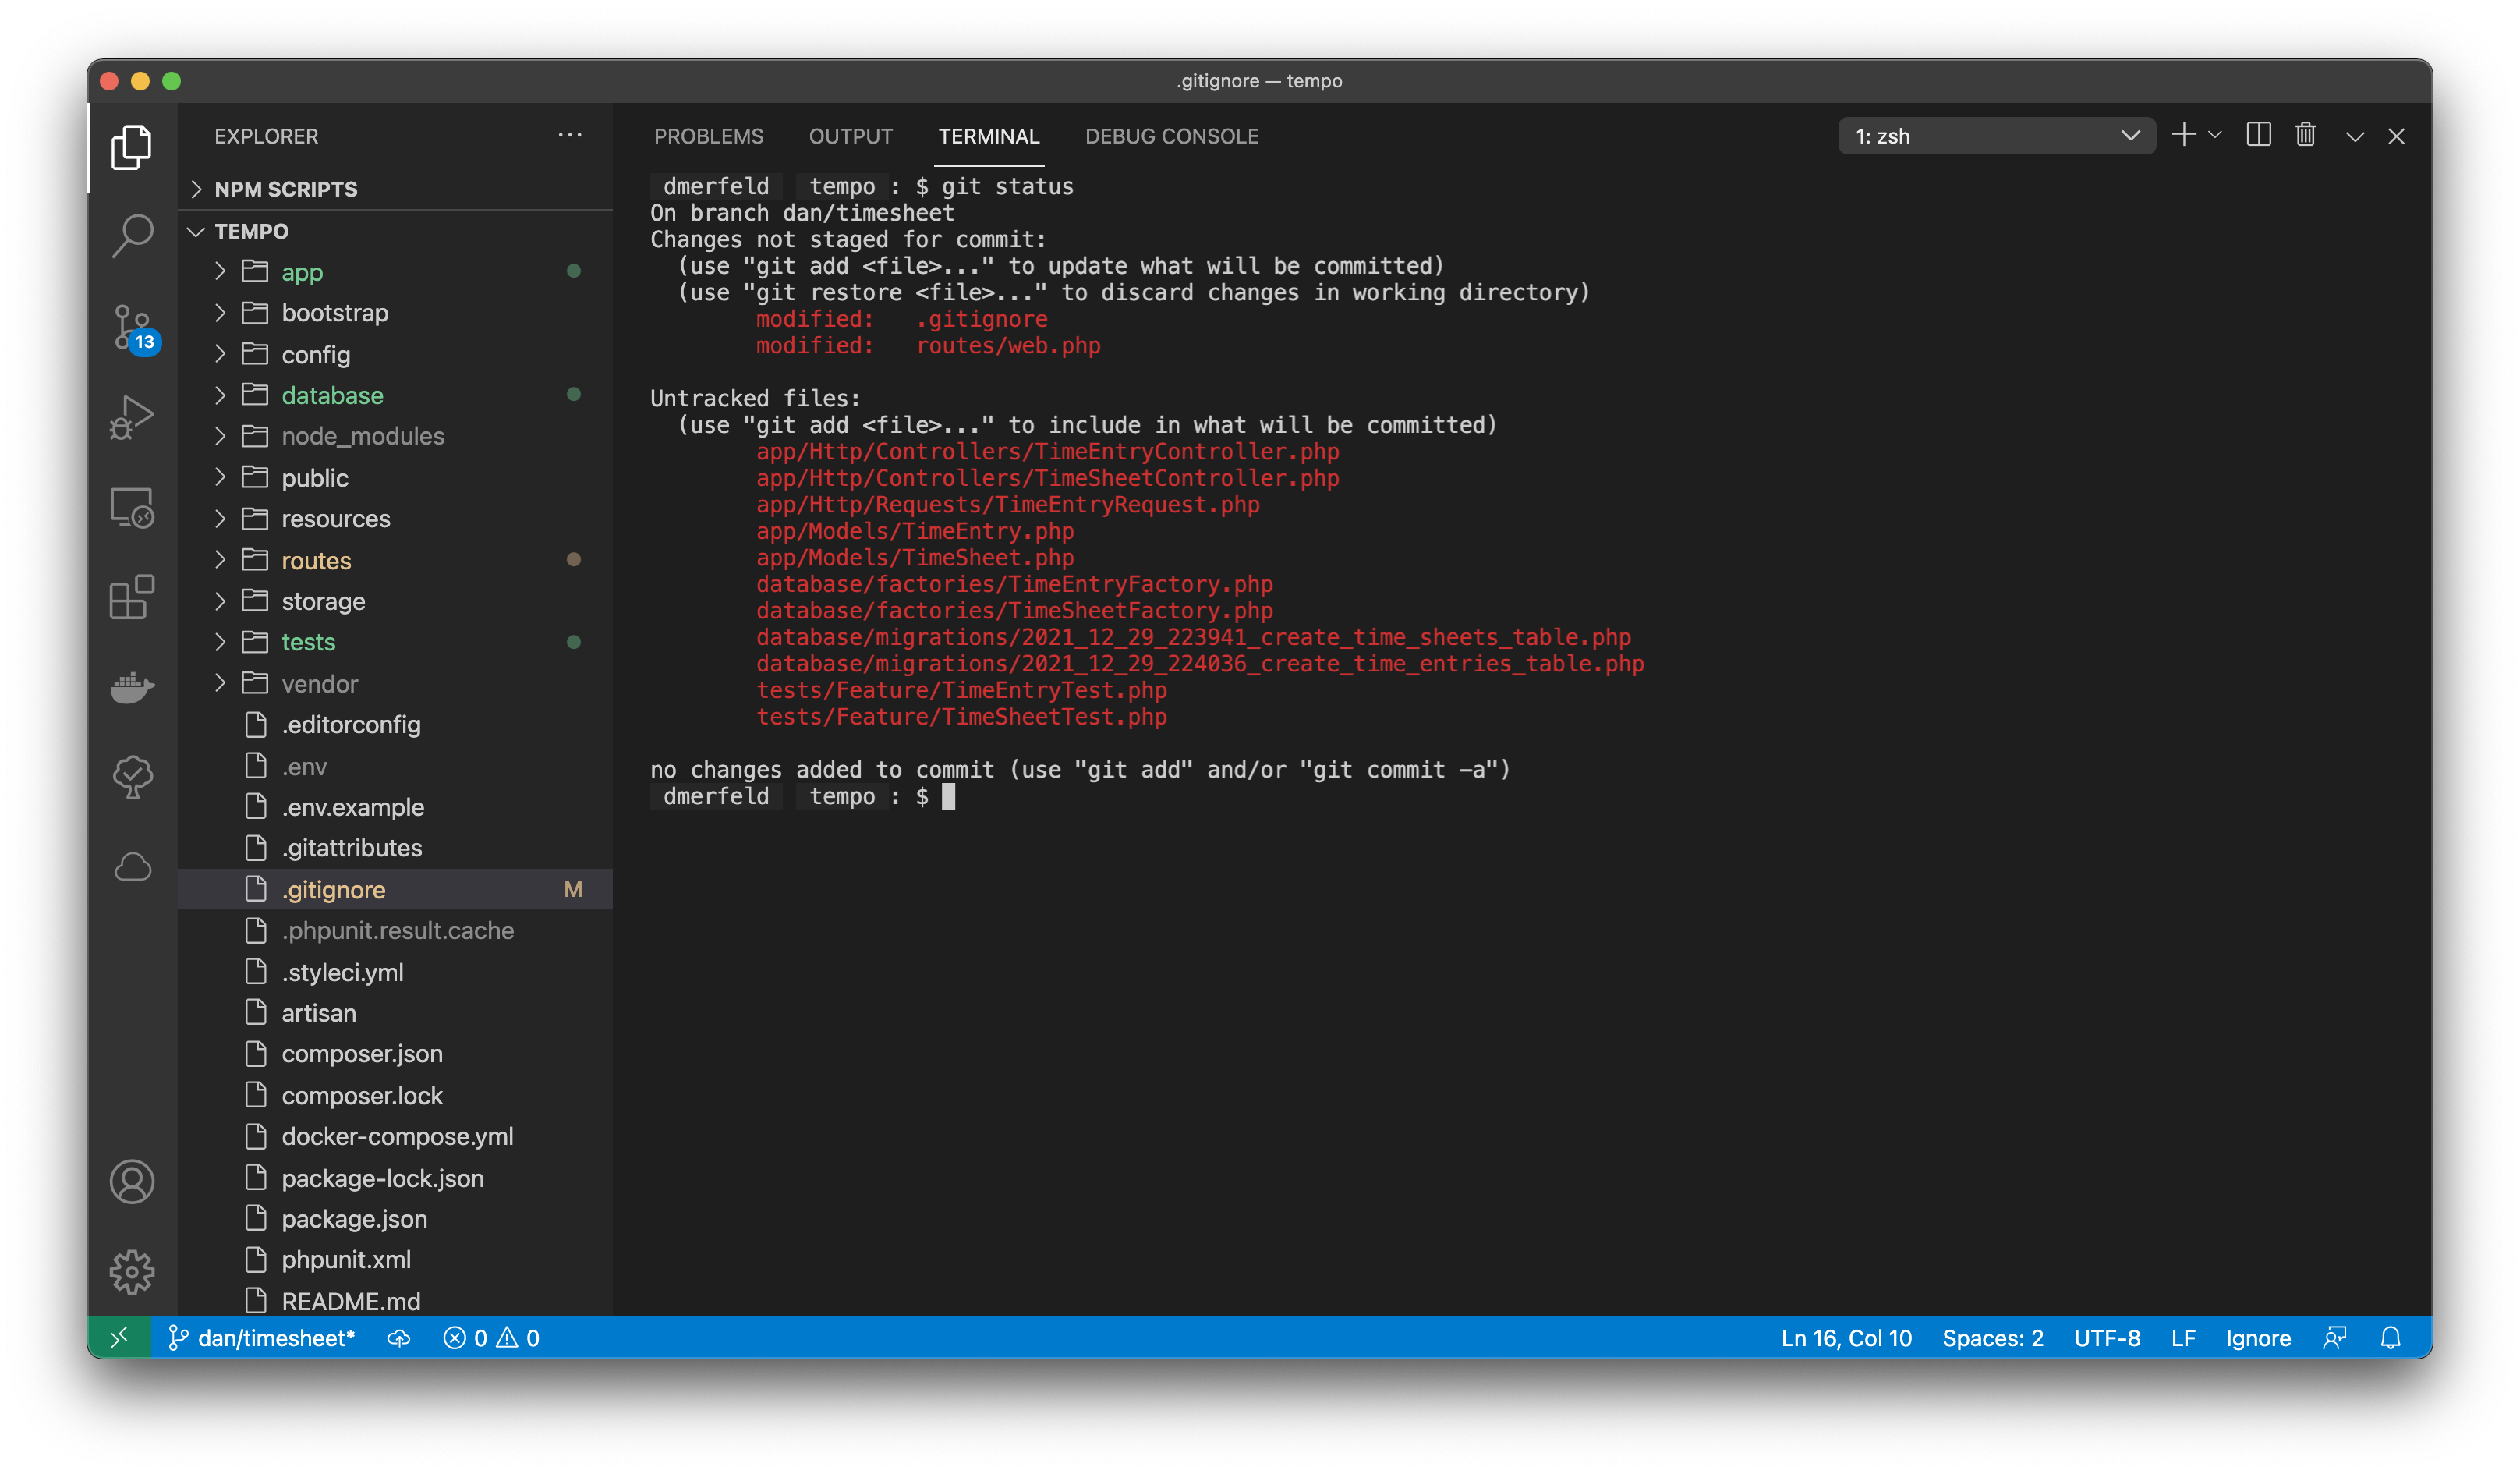 .gitignore — tempo
EXPLORER
NPM SCRIPTS
TEMPO
app
bootstrap
config
database
node_modules
public
resources
routes
storage
tests
vendor
.editorconfig
.env
.env.example
.gitattributes
.gitignore M
.phpunit.result.cache
.styleci.yml
artisan
composer.json
composer.lock
docker-compose.yml
package-lock.json
package.json
phpunit.xml
README.md
13
PROBLEMS OUTPUT TERMINAL DEBUG CONSOLE
1: zsh
dmerfeld tempo : $ git status
On branch dan/timesheet
Changes not staged for commit:
(use "git add <file>..." to update what will be committed)
(use "git restore <file>..." to discard changes in working directory)
modified: .gitignore
modified: routes/web.php
Untracked files:
(use "git add <file>..." to include in what will be committed)
app/Http/Controllers/TimeEntryController.php
app/Http/Controllers/TimeSheetController.php
app/Http/Requests/TimeEntryRequest.php
app/Models/TimeEntry.php
app/Models/TimeSheet.php
database/factories/TimeEntryFactory.php
database/factories/TimeSheetFactory.php
database/migrations/2021_12_29_223941_create_time_sheets_table.php
database/migrations/2021_12_29_224036_create_time_entries_table.php
tests/Feature/TimeEntryTest.php
tests/Feature/TimeSheetTest.php
no changes added to commit (use "git add" and/or "git commit -a")
dmerfeld tempo : $
dan/timesheet* 0 0 Ln 16, Col 10 Spaces: 2 UTF-8 LF Ignore